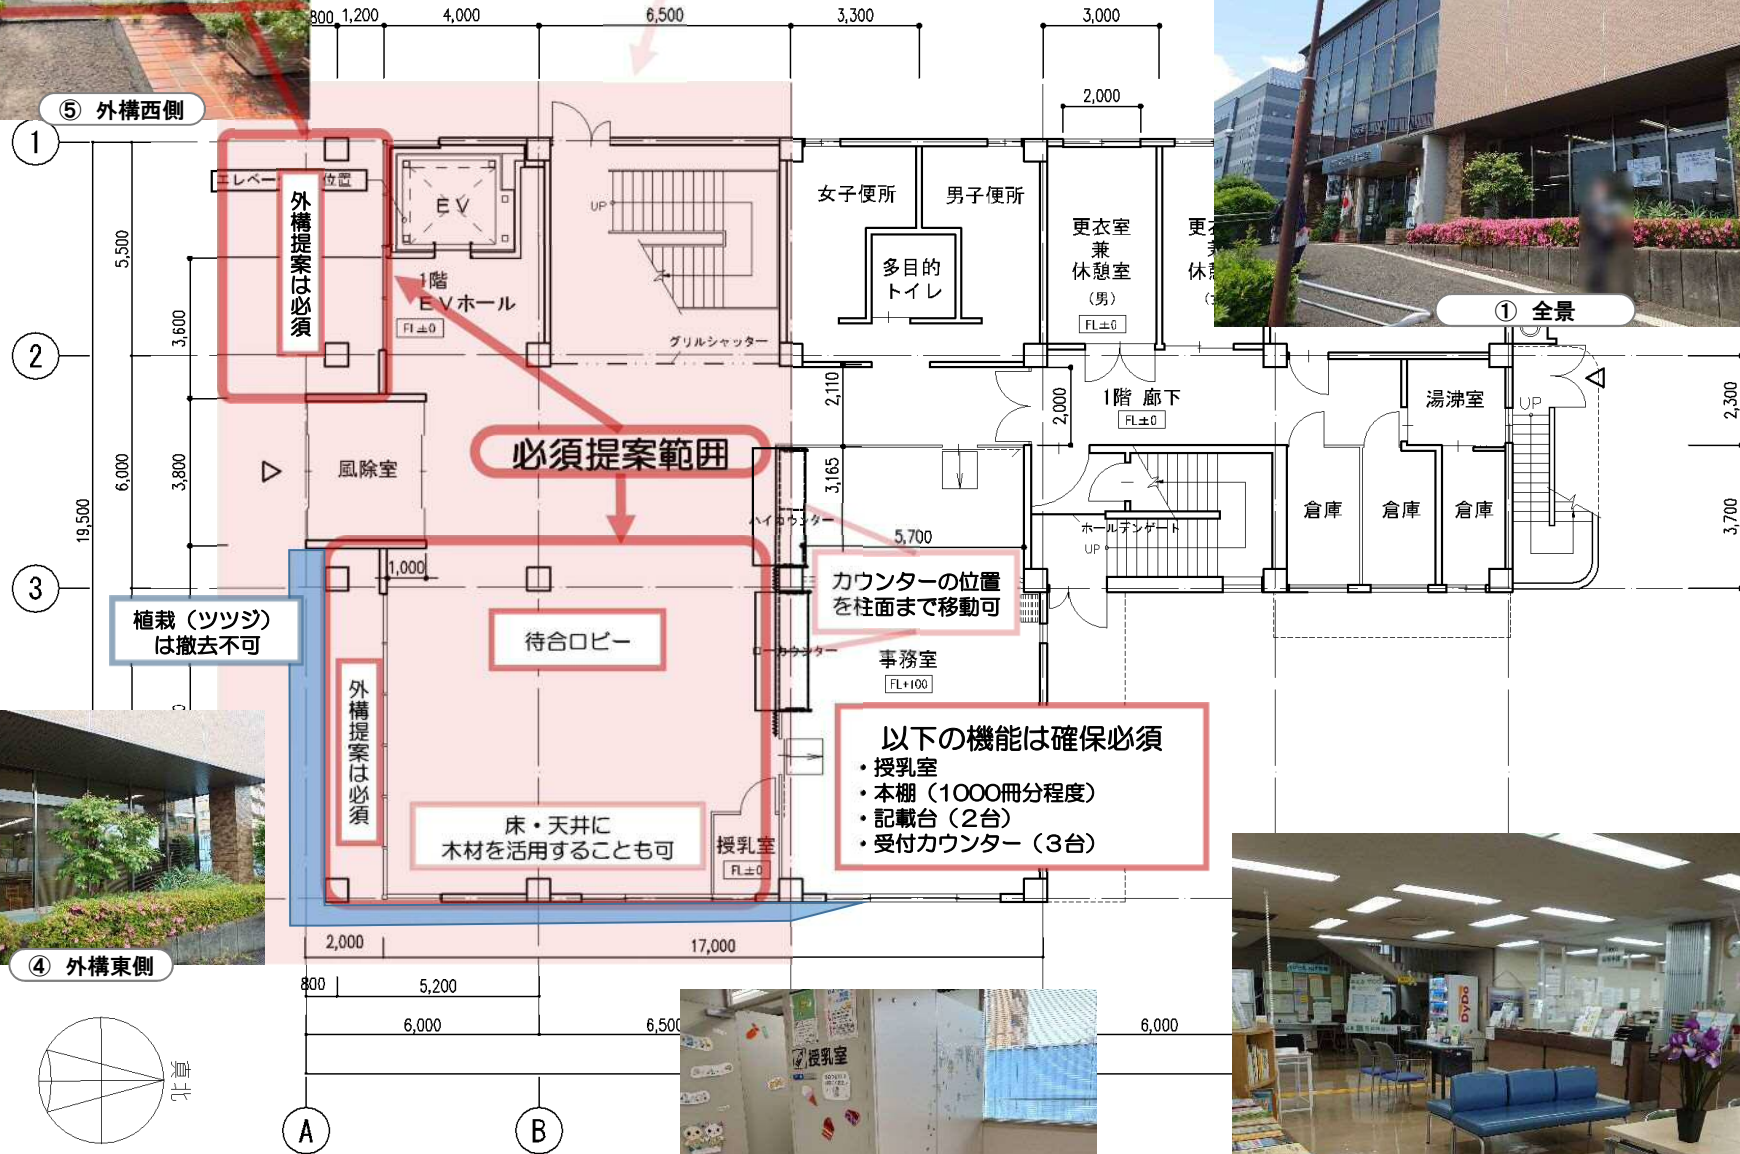 800
1,200
4,000
6,500
3,300
3,000
⑤ 外構西側
2,000
1
エレベー
位置
外構提案は必須
EV
UP
女子便所
男子便所
更衣室
兼
休憩室
(男)
FL±0
多目的
トイレ
① 全景
5,500
1階
EVホール
FL±0
グリルシャッター
3,600
2
2,110
2,000
1階 廊下
FL±0
湯沸室
UP
2,300
必須提案範囲
風除室
6,000
3,800
19,500
3,165
ハイカウンター
5,700
ホールデンゲート
UP
倉庫
倉庫
倉庫
3,700
3
1,000
カウンターの位置
を柱面まで移動可
植栽（ツツジ）
は撤去不可
待合ロビー
ローカウンター
事務室
FL+100
外構提案は必須
以下の機能は確保必須
・授乳室
・本棚（1000冊分程度）
・記載台（2台）
・受付カウンター（3台）
床・天井に
木材を活用することも可
授乳室
FL±0
④ 外構東側
2,000
17,000
800
5,200
6,000
6,500
6,000
真北
授乳室
DyDo
A
B